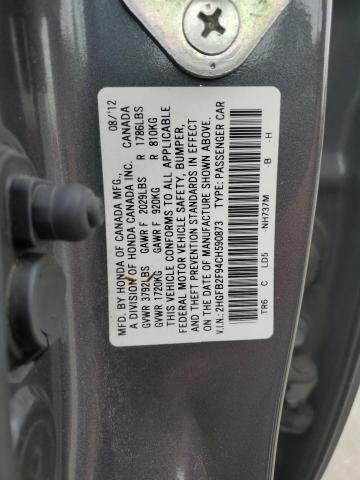 MFD. BY HONDA OF CANADA MFG., 08/'12
A DIVISION OF HONDA CANADA INC. CANADA
GVWR 3792LBS GAWR F 2029LBS R 1786LBS
GVWR 1720KG GAWR F 920KG R 810KG
THIS VEHICLE CONFORMS TO ALL APPLICABLE
FEDERAL MOTOR VEHICLE SAFETY, BUMPER,
AND THEFT PREVENTION STANDARDS IN EFFECT
ON THE DATE OF MANUFACTURE SHOWN ABOVE.
V.I.N.: 2HGFB2F94CH590873 TYPE: PASSENGER CAR
TR6 C LD5 -NH737M -B -H